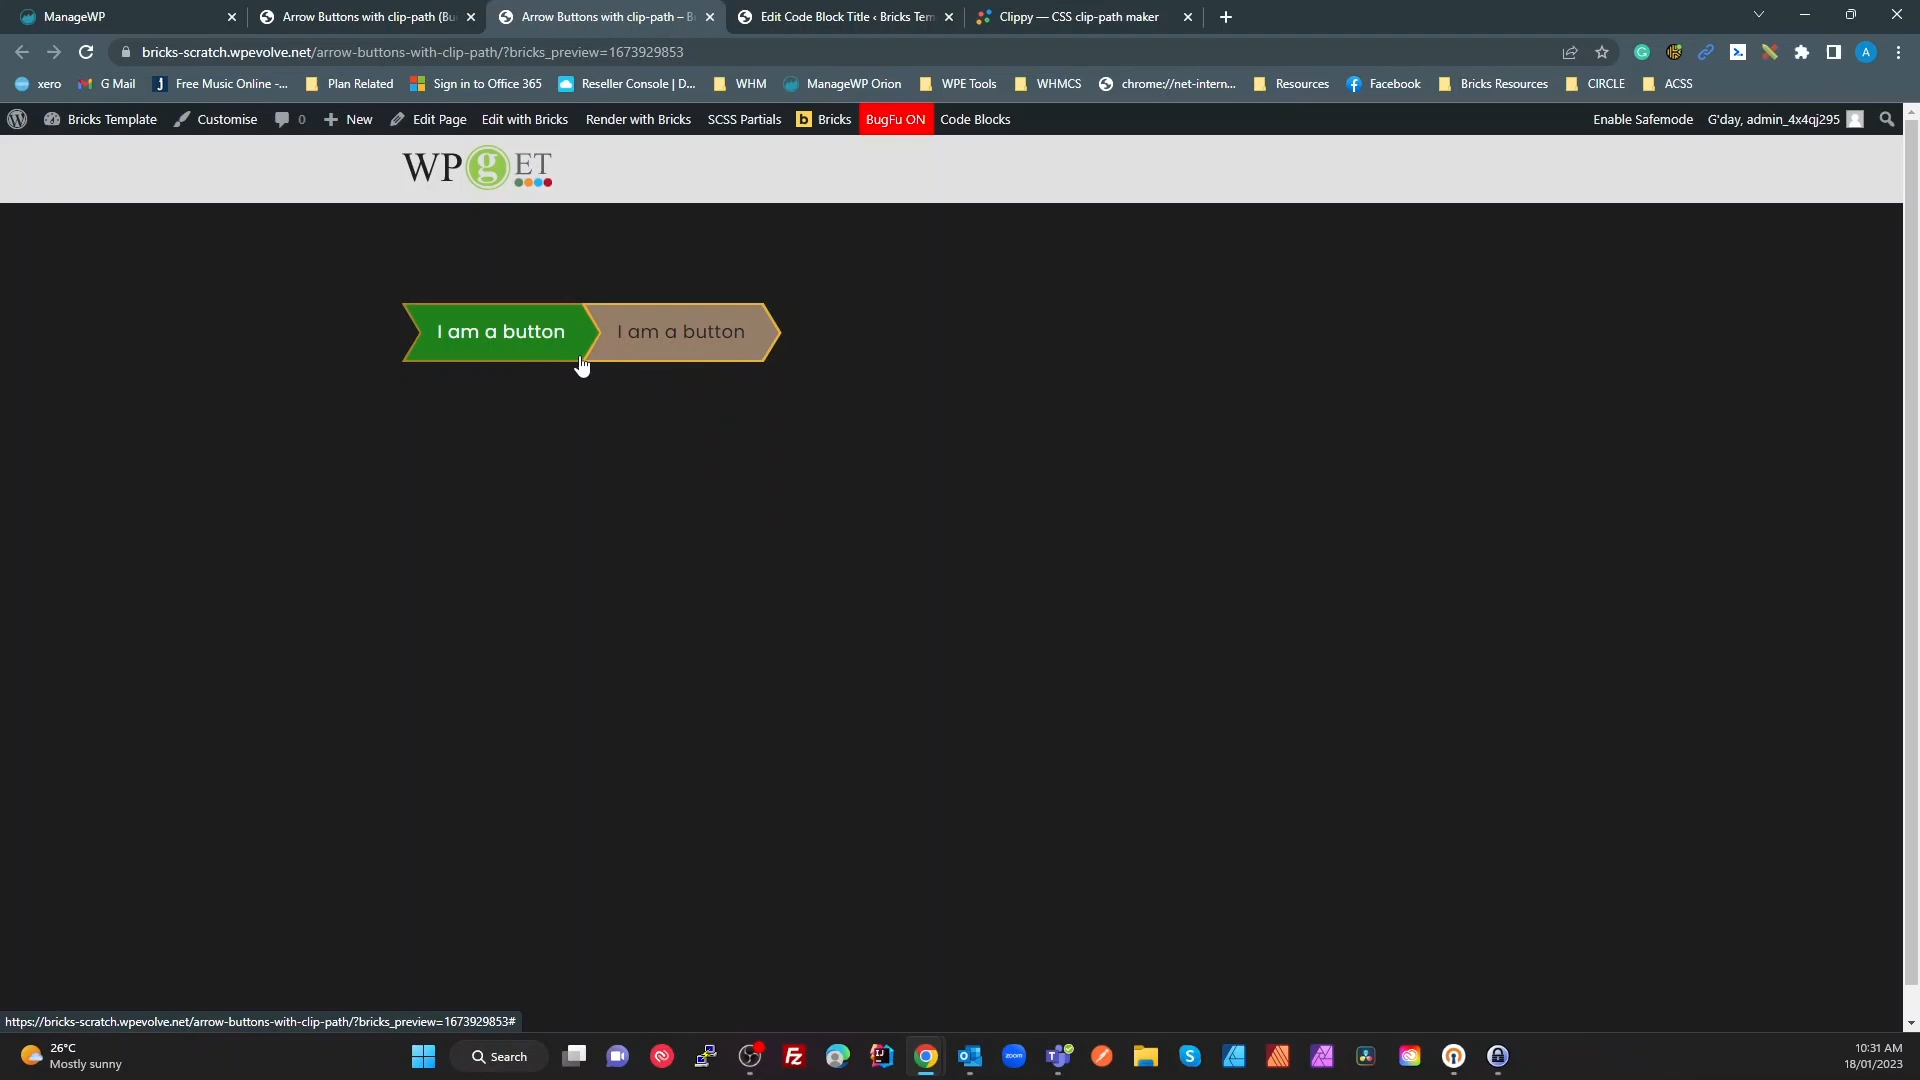 ManageWP
Arrow Buttons with clip-path (Bu
Arrow Buttons with clip-path – B
Edit Code Block Title ‹ Bricks Tem
Clippy — CSS clip-path maker
bricks-scratch.wpevolve.net/arrow-buttons-with-clip-path/?bricks_preview=1673929853
A
xero
G Mail
Free Music Online -...
Plan Related
Sign in to Office 365
Reseller Console | D...
WHM
ManageWP Orion
WPE Tools
WHMCS
chrome://net-intern...
Resources
Facebook
Bricks Resources
CIRCLE
ACSS
Bricks Template
Customise
0
New
Edit Page
Edit with Bricks
Render with Bricks
SCSS Partials
b Bricks
BugFu ON
Code Blocks
Enable Safemode
G'day, admin_4x4qj295
WP g ET
I am a button
I am a button
https://bricks-scratch.wpevolve.net/arrow-buttons-with-clip-path/?bricks_preview=1673929853#
26°C
Mostly sunny
Search
zoom
10:31 AM
18/01/2023